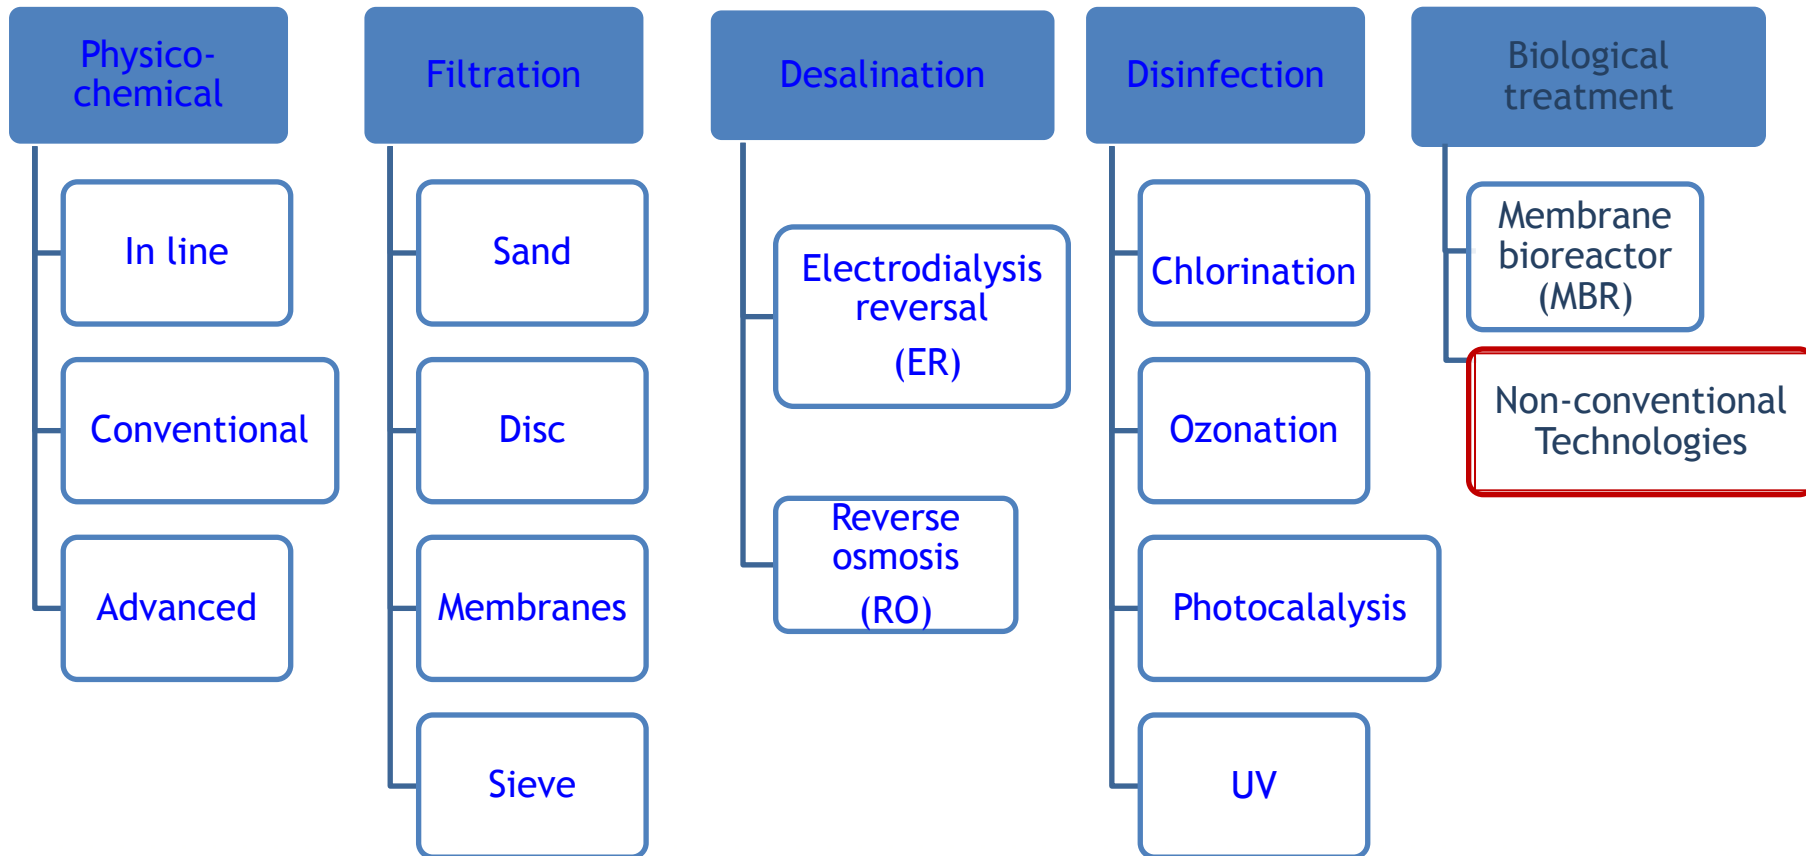 Physico-
chemical
In line
Conventional
Advanced
Filtration
Sand
Disc
Membranes
Sieve
Desalination
Electrodialysis
reversal
(ER)
Reverse
osmosis
(RO)
Disinfection
Chlorination
Ozonation
Photocalalysis
UV
Biological
treatment
Membrane
bioreactor
(MBR)
Non-conventional
Technologies